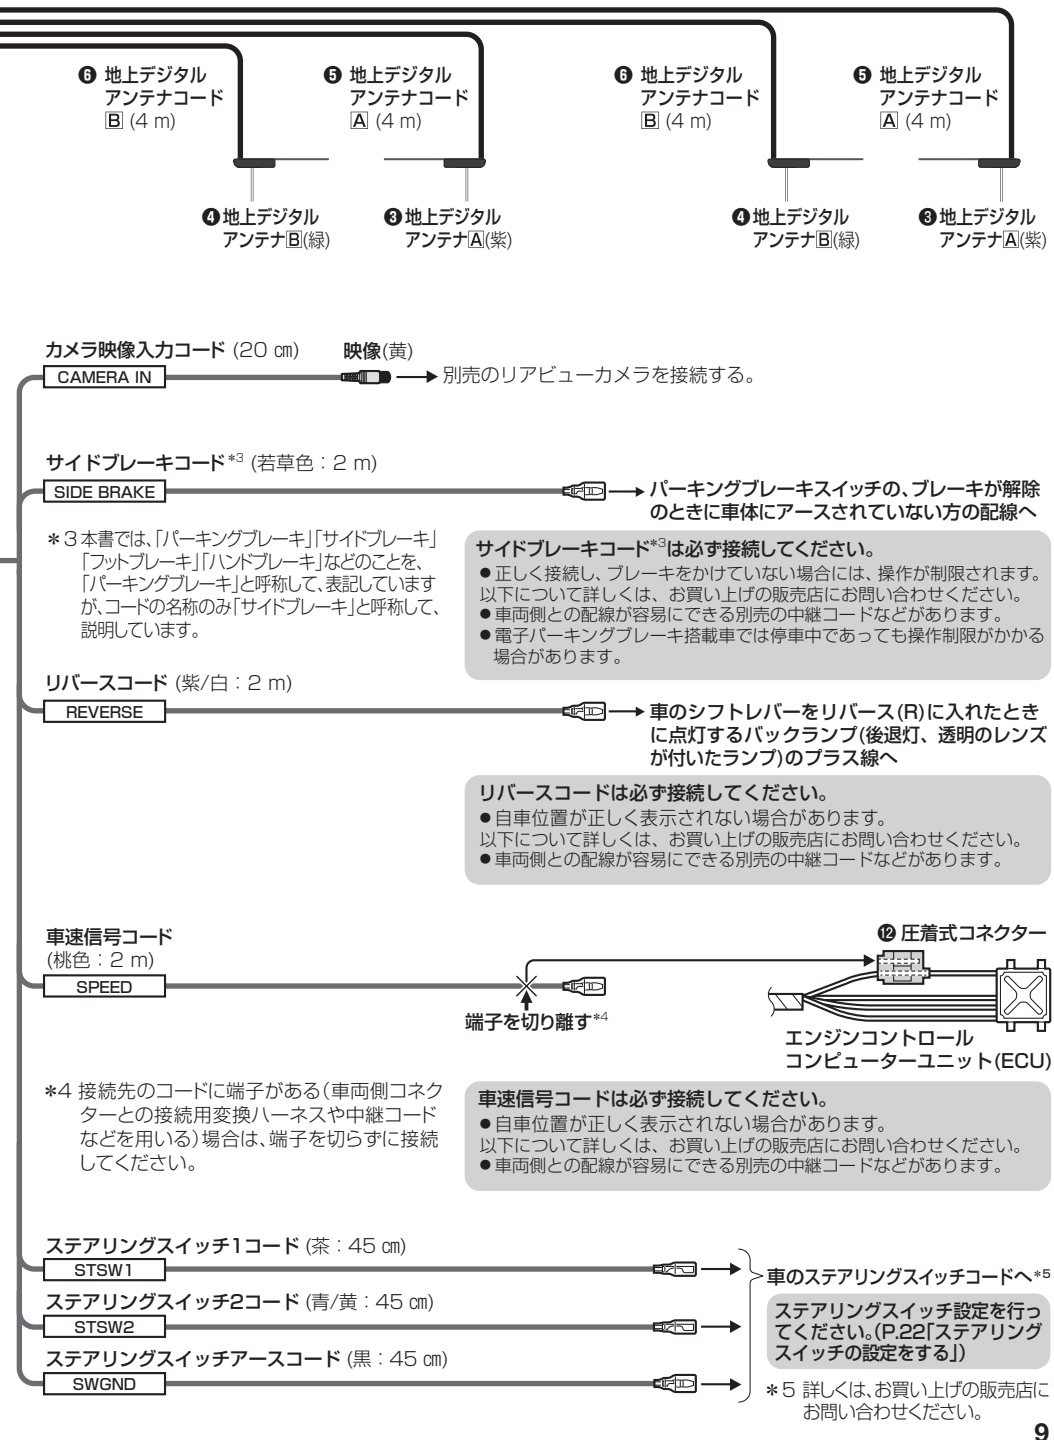 ❻ 地上デジタル
アンテナコード
B (4 m)
❺ 地上デジタル
アンテナコード
A (4 m)
❻ 地上デジタル
アンテナコード
B (4 m)
❺ 地上デジタル
アンテナコード
A (4 m)
❹地上デジタル
アンテナB(緑)
❸地上デジタル
アンテナA(紫)
❹地上デジタル
アンテナB(緑)
❸地上デジタル
アンテナA(紫)
カメラ映像入力コード (20 ㎝)
映像(黄)
CAMERA IN
別売のリアビューカメラを接続する。
サイドブレーキコード*3 (若草色：2 m)
SIDE BRAKE
パーキングブレーキスイッチの、ブレーキが解除
のときに車体にアースされていない方の配線へ
*3 本書では、「パーキングブレーキ」「サイドブレーキ」
「フットブレーキ」「ハンドブレーキ」などのことを、
「パーキングブレーキ」と呼称して、表記しています
が、コードの名称のみ「サイドブレーキ」と呼称して、
説明しています。
サイドブレーキコード*3は必ず接続してください。
●正しく接続し、ブレーキをかけていない場合には、操作が制限されます。
以下について詳しくは、お買い上げの販売店にお問い合わせください。
●車両側との配線が容易にできる別売の中継コードなどがあります。
●電子パーキングブレーキ搭載車では停車中であっても操作制限がかかる
場合があります。
リバースコード (紫/白：2 m)
REVERSE
車のシフトレバーをリバース(R)に入れたとき
に点灯するバックランプ(後退灯、透明のレンズ
が付いたランプ)のプラス線へ
リバースコードは必ず接続してください。
●自車位置が正しく表示されない場合があります。
以下について詳しくは、お買い上げの販売店にお問い合わせください。
●車両側との配線が容易にできる別売の中継コードなどがあります。
車速信号コード
(桃色：2 m)
SPEED
⓬ 圧着式コネクター
端子を切り離す*4
エンジンコントロール
コンピューターユニット(ECU)
*4 接続先のコードに端子がある(車両側コネク
ターとの接続用変換ハーネスや中継コード
などを用いる)場合は、端子を切らずに接続
してください。
車速信号コードは必ず接続してください。
●自車位置が正しく表示されない場合があります。
以下について詳しくは、お買い上げの販売店にお問い合わせください。
●車両側との配線が容易にできる別売の中継コードなどがあります。
ステアリングスイッチ1コード (茶：45 ㎝)
STSW1
ステアリングスイッチ2コード (青/黄：45 ㎝)
STSW2
ステアリングスイッチアースコード (黒：45 ㎝)
SWGND
車のステアリングスイッチコードへ*5
ステアリングスイッチ設定を行っ
てください。(P.22「ステアリング
スイッチの設定をする」)
*5 詳しくは、お買い上げの販売店に
お問い合わせください。
9